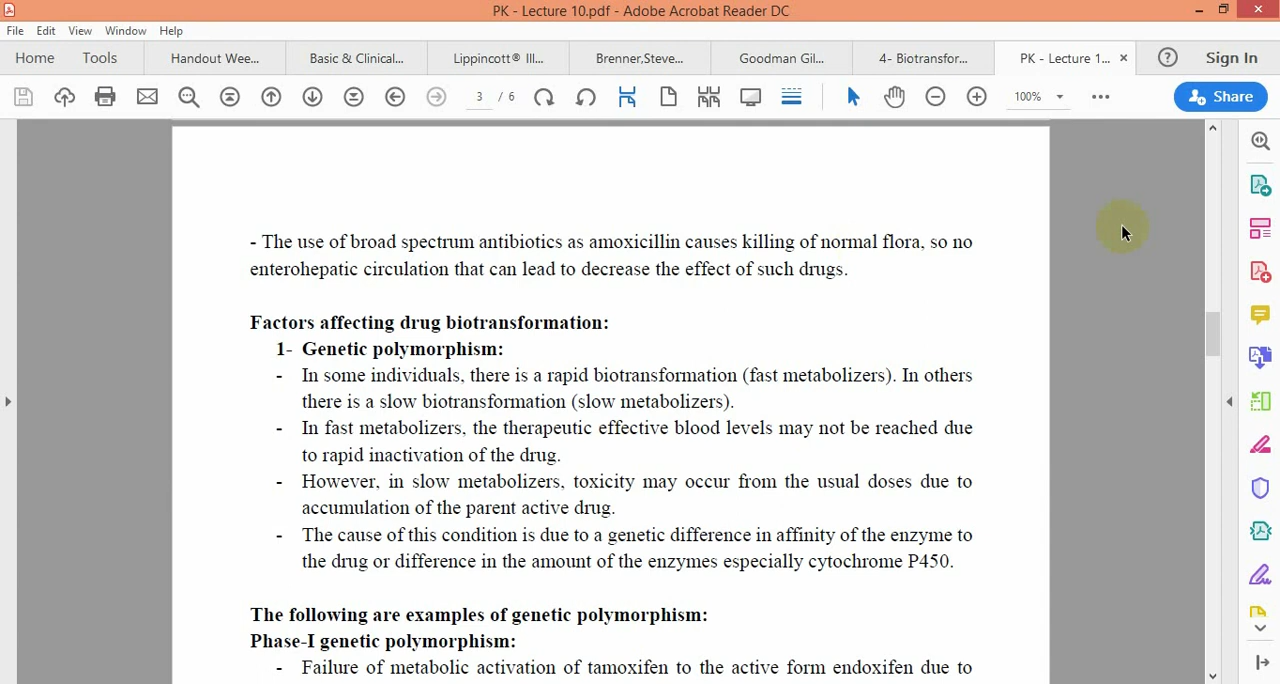 PK - Lecture 10.pdf - Adobe Acrobat Reader DC
File Edit View Window Help
Home Tools Handout Wee... Basic & Clinical... Lippincott® Ill... Brenner,Steve... Goodman Gil... 4- Biotransfor... PK - Lecture 1... Sign In
3 / 6 100% Share
- The use of broad spectrum antibiotics as amoxicillin causes killing of normal flora, so no
enterohepatic circulation that can lead to decrease the effect of such drugs.
Factors affecting drug biotransformation:
1- Genetic polymorphism:
- In some individuals, there is a rapid biotransformation (fast metabolizers). In others
there is a slow biotransformation (slow metabolizers).
- In fast metabolizers, the therapeutic effective blood levels may not be reached due
to rapid inactivation of the drug.
- However, in slow metabolizers, toxicity may occur from the usual doses due to
accumulation of the parent active drug.
- The cause of this condition is due to a genetic difference in affinity of the enzyme to
the drug or difference in the amount of the enzymes especially cytochrome P450.
The following are examples of genetic polymorphism:
Phase-I genetic polymorphism:
- Failure of metabolic activation of tamoxifen to the active form endoxifen due to